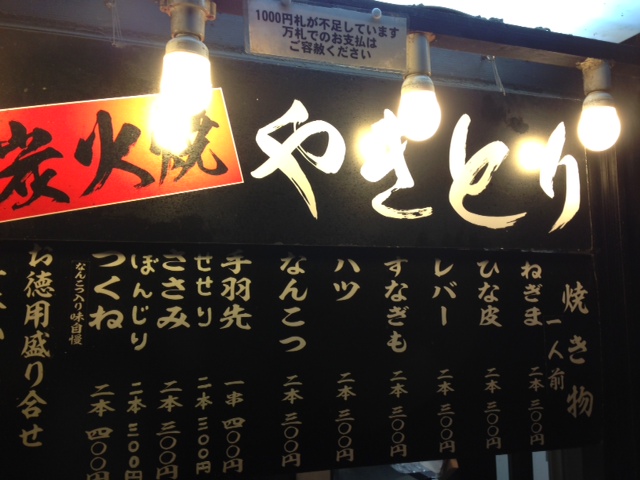 1000円札が不足しています
万札でのお支払は
ご容赦ください
炭火焼
やきとり
焼き物
一人前
ねぎま 二本 三〇〇円
ひな皮 二本 三〇〇円
レバー 二本 三〇〇円
すなぎも 二本 三〇〇円
ハツ 二本 三〇〇円
なんこつ 二本 三〇〇円
手羽先 一串 四〇〇円
せせり 二本 三〇〇円
ささみ 二本 三〇〇円
ぼんじり 二本 三〇〇円
つくね 二本 四〇〇円
なんこつ入り味自慢
お徳用盛り合せ